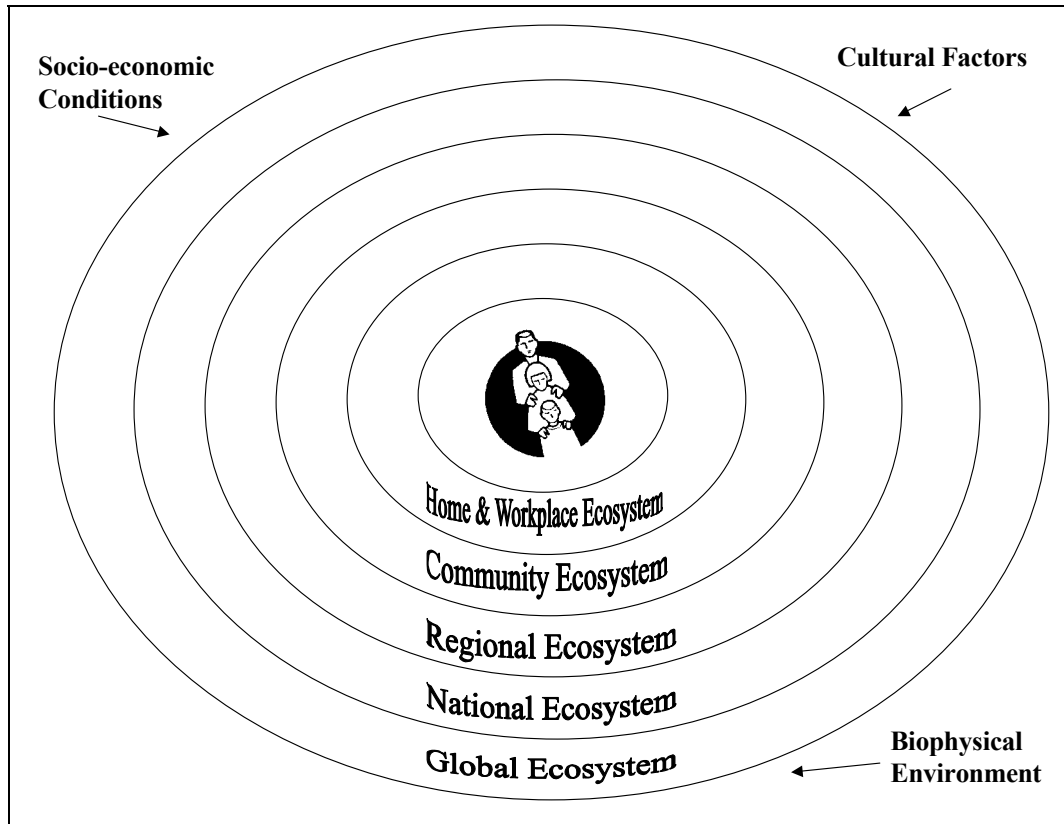 Socio-economic
Conditions
Cultural Factors
Home & Workplace Ecosystem
Community Ecosystem
Regional Ecosystem
National Ecosystem
Global Ecosystem
Biophysical
Environment